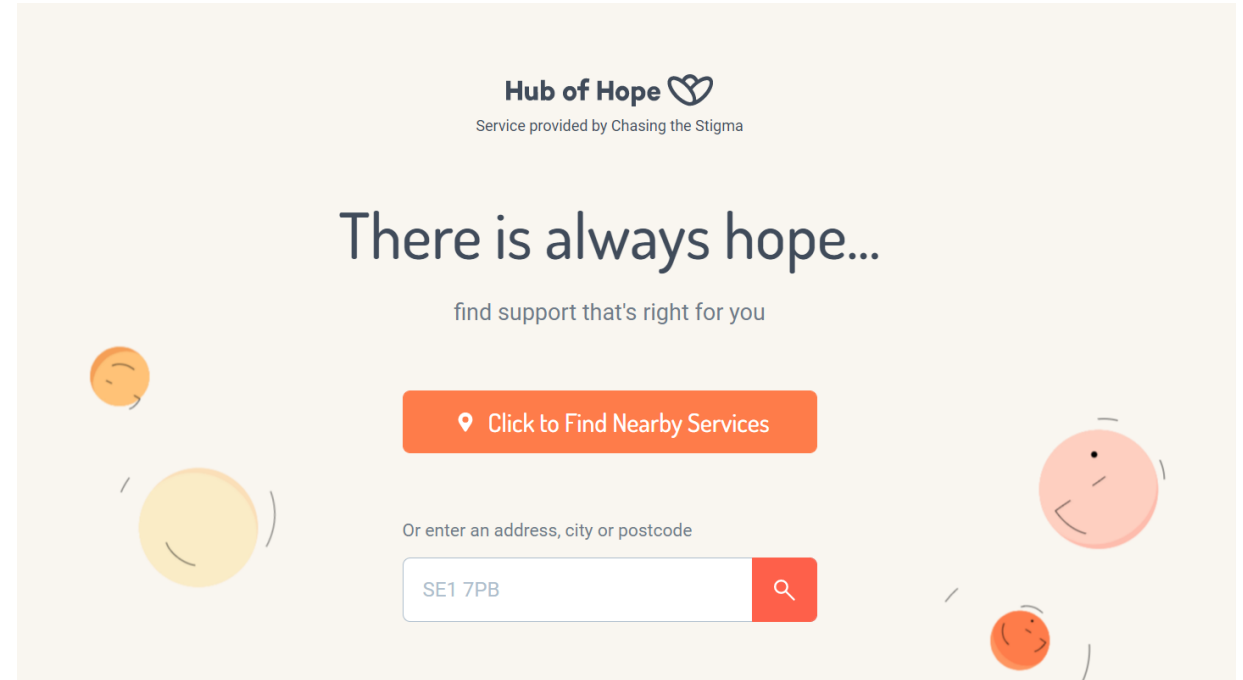 Hub of Hope
Service provided by Chasing the Stigma
There is always hope...
find support that's right for you
Click to Find Nearby Services
Or enter an address, city or postcode
SE1 7PB